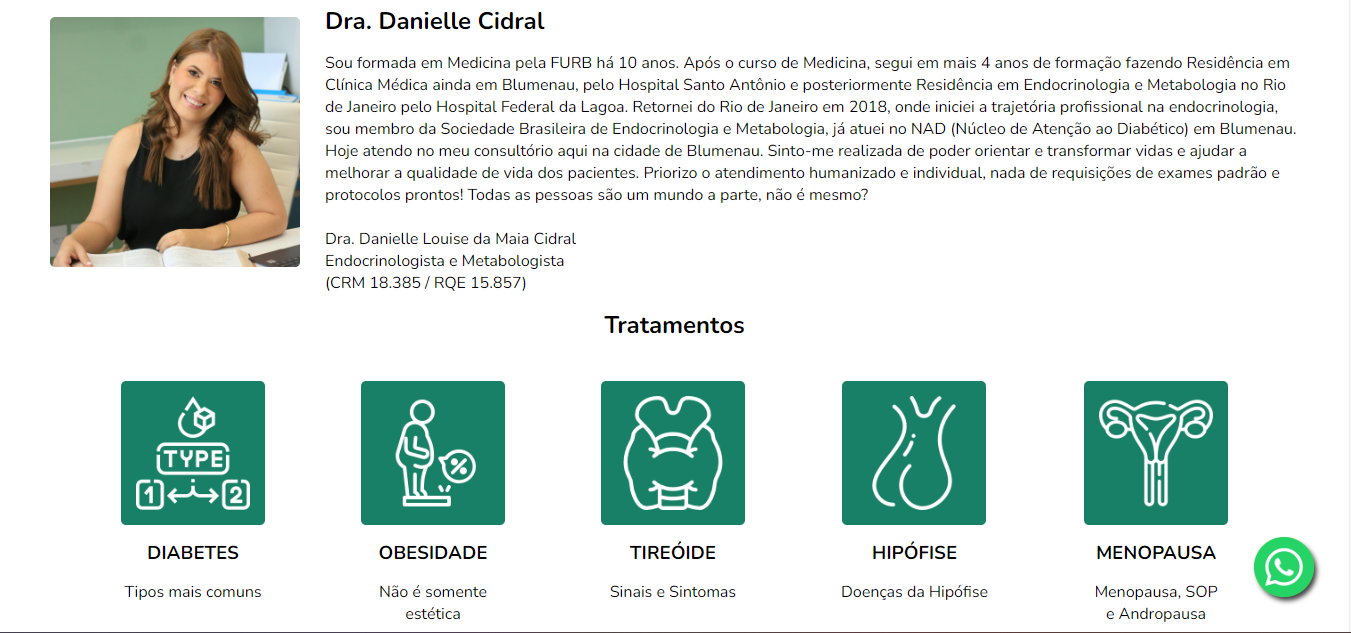 Dra. Danielle Cidral
Sou formada em Medicina pela FURB há 10 anos. Após o curso de Medicina, segui em mais 4 anos de formação fazendo Residência em
Clínica Médica ainda em Blumenau, pelo Hospital Santo Antônio e posteriormente Residência em Endocrinologia e Metabologia no Rio
de Janeiro pelo Hospital Federal da Lagoa. Retornei do Rio de Janeiro em 2018, onde iniciei a trajetória profissional na endocrinologia,
sou membro da Sociedade Brasileira de Endocrinologia e Metabologia, já atuei no NAD (Núcleo de Atenção ao Diabético) em Blumenau.
Hoje atendo no meu consultório aqui na cidade de Blumenau. Sinto-me realizada de poder orientar e transformar vidas e ajudar a
melhorar a qualidade de vida dos pacientes. Priorizo o atendimento humanizado e individual, nada de requisições de exames padrão e
protocolos prontos! Todas as pessoas são um mundo a parte, não é mesmo?
Dra. Danielle Louise da Maia Cidral
Endocrinologista e Metabologista
(CRM 18.385 / RQE 15.857)
Tratamentos
TYPE
1 2
%
DIABETES
Tipos mais comuns
OBESIDADE
Não é somente
estética
TIREÓIDE
Sinais e Sintomas
HIPÓFISE
Doenças da Hipófise
MENOPAUSA
Menopausa, SOP
e Andropausa